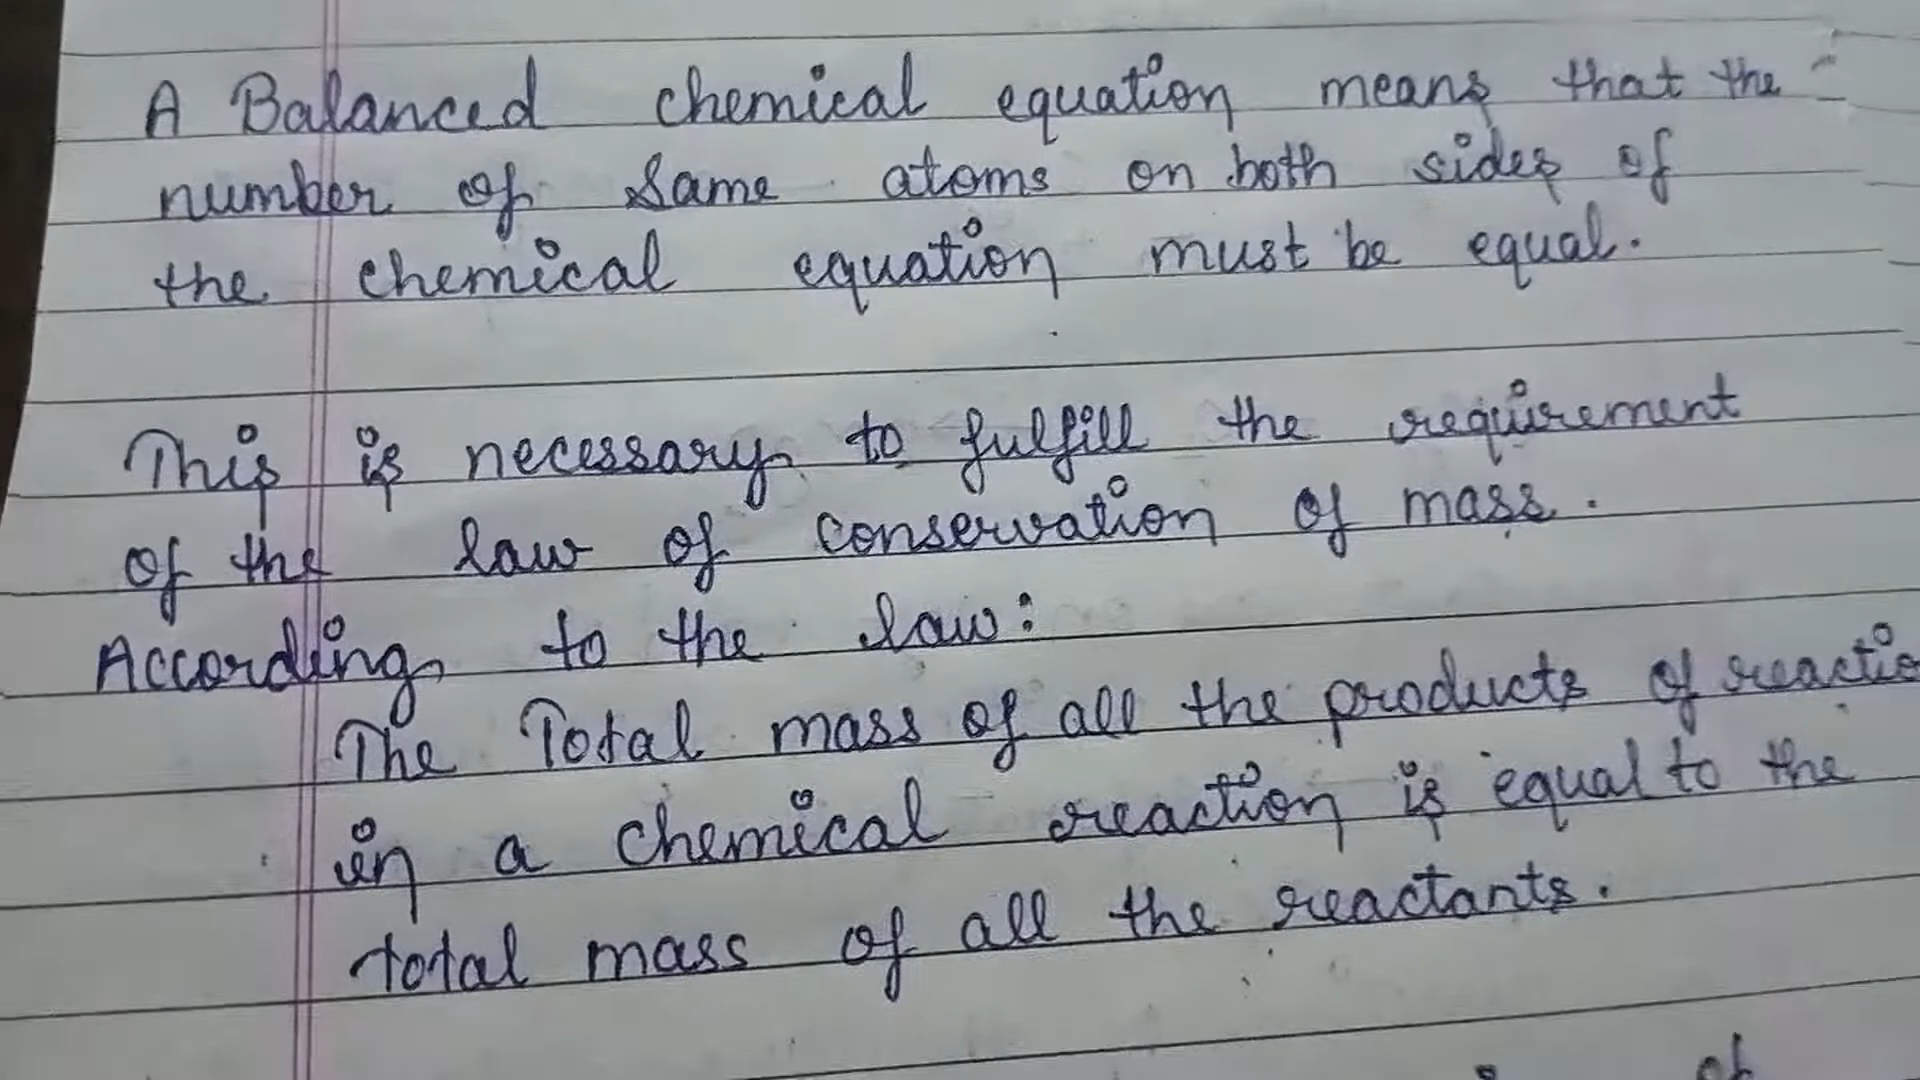 A Balanced chemical equation means that the
number of same atoms on both sides of
the chemical equation must be equal.
This is necessary to fulfill the requirement
of the law of conservation of mass.
According to the law:
The Total mass of all the products of reactio
in a chemical reaction is equal to the
total mass of all the reactants.
of